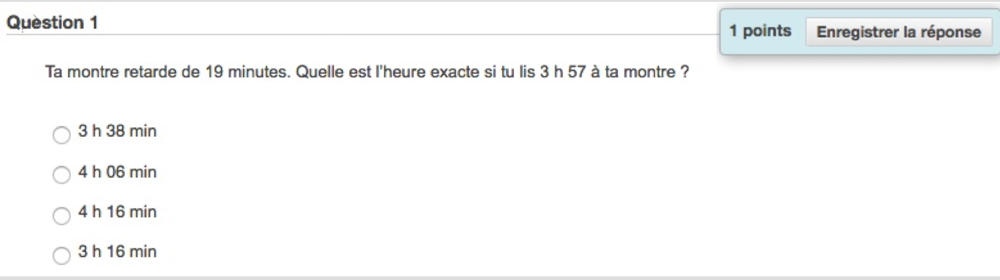 Question 1
1 points Enregistrer la réponse
Ta montre retarde de 19 minutes. Quelle est l'heure exacte si tu lis 3 h 57 à ta montre ?
3 h 38 min
4 h 06 min
4 h 16 min
3 h 16 min